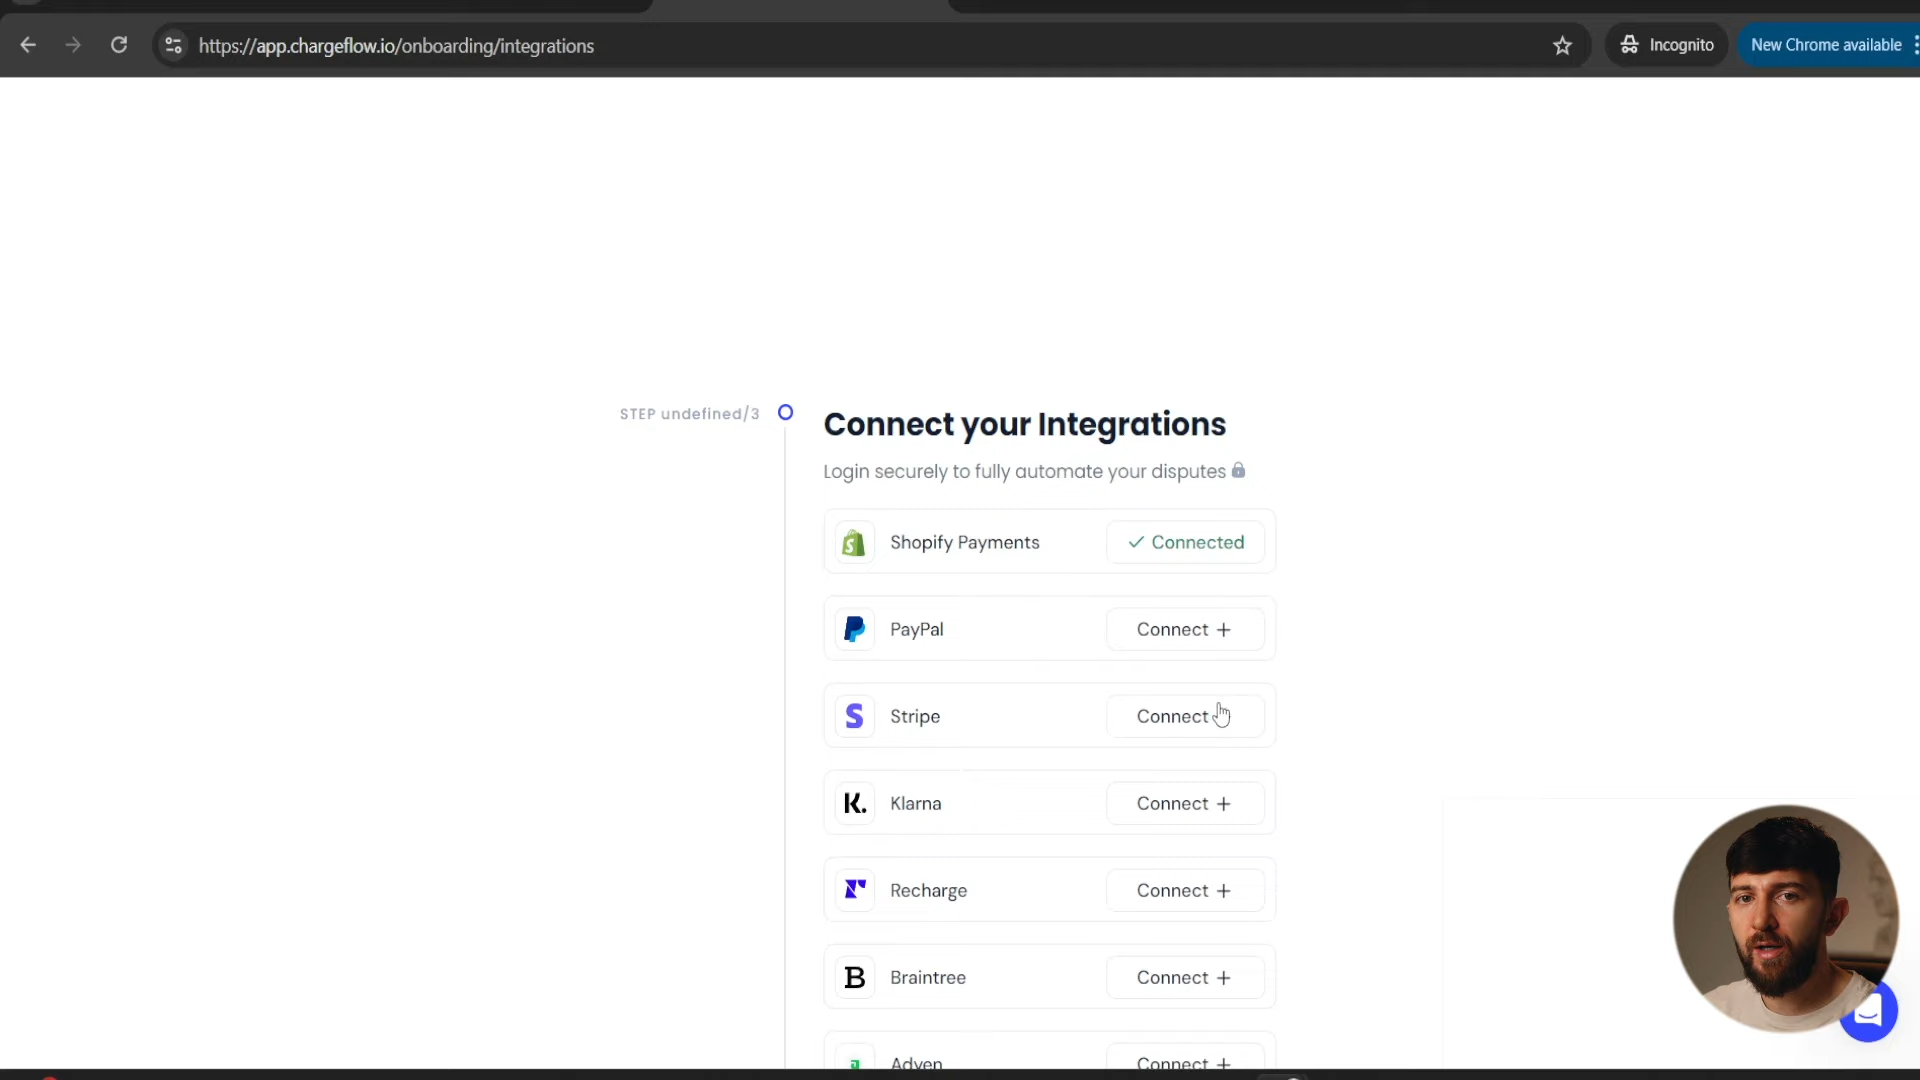 https://app.chargeflow.io/onboarding/integrations
Incognito
New Chrome available
STEP undefined/3
Connect your Integrations
Login securely to fully automate your disputes
Shopify Payments
Connected
PayPal
Connect +
Stripe
Connect
Klarna
Connect +
Recharge
Connect +
Braintree
Connect +
Adyen
Connect +